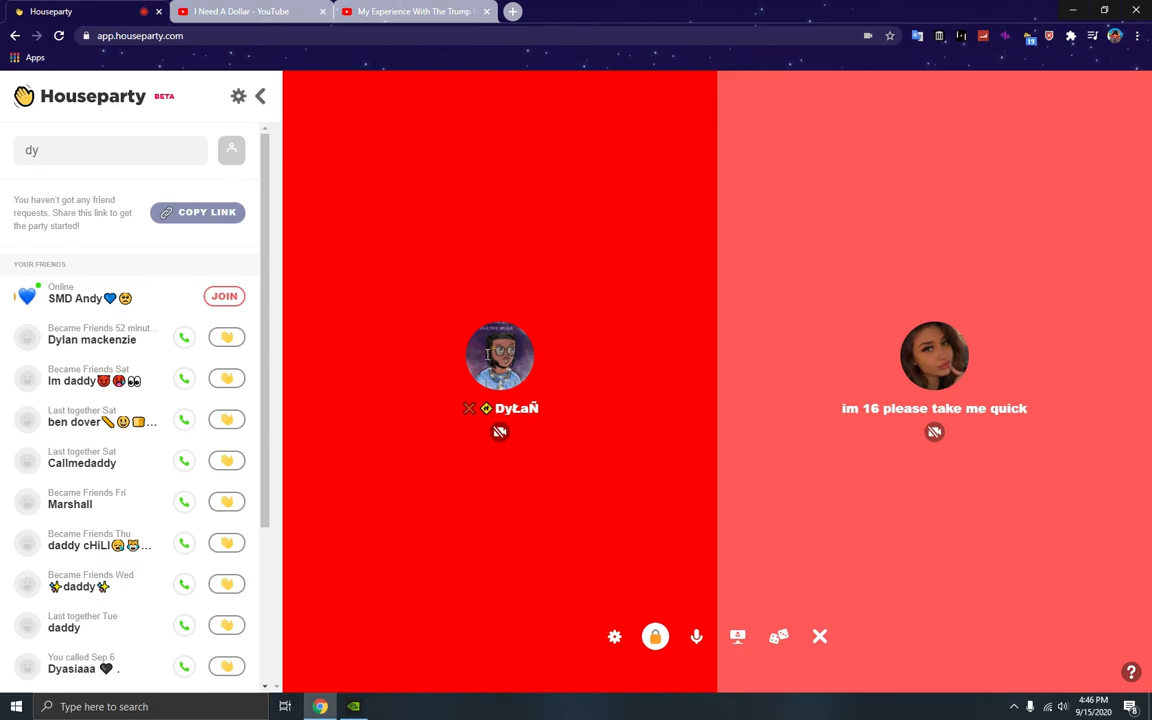 Houseparty
I Need A Dollar - YouTube
My Experience With The Trump
app.houseparty.com
19
Apps
Houseparty BETA
dy
You haven't got any friend
requests. Share this link to get
the party started!
COPY LINK
YOUR FRIENDS
Online
SMD Andy💙🥺
JOIN
Became Friends 52 minut...
Dylan mackenzie
Became Friends Sat
Im daddy😈🥵👀
Last together Sat
ben dover📏😃...
Last together Sat
Callmedaddy
Became Friends Fri
Marshall
Became Friends Thu
daddy cHiLI😪😹...
Became Friends Wed
✨daddy✨
Last together Tue
daddy
You called Sep 6
Dyasiaaa 🖤 .
DyŁaÑ
im 16 please take me quick
?
Type here to search
4:46 PM
9/15/2020
8